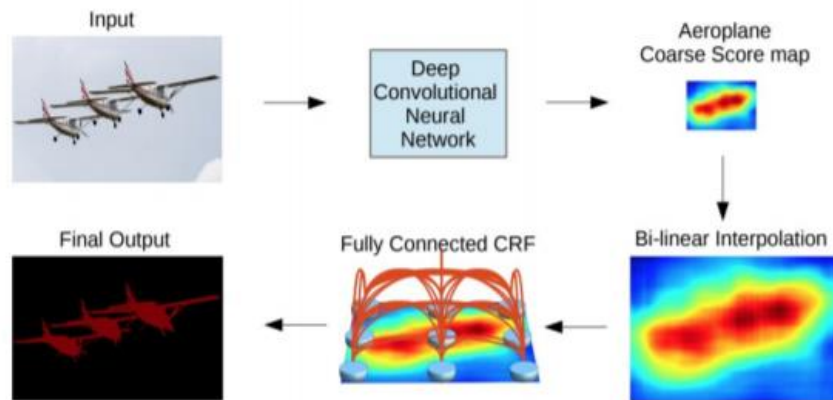 Input
Deep
Convolutional
Neural
Network
Aeroplane
Coarse Score map
Final Output
Fully Connected CRF
Bi-linear Interpolation